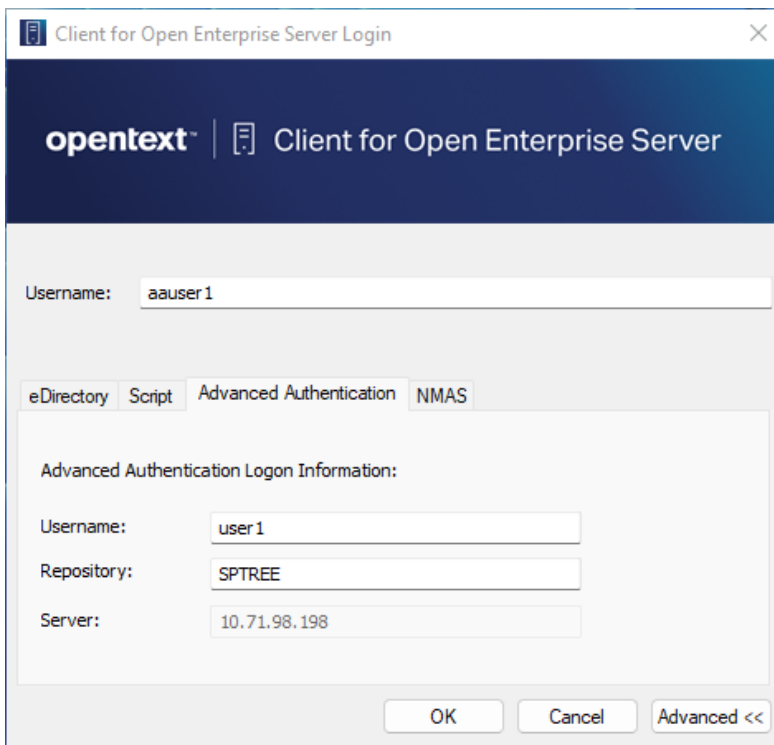 Client for Open Enterprise Server Login
opentext™ | Client for Open Enterprise Server
Username: aauser1
eDirectory Script Advanced Authentication NMAS
Advanced Authentication Logon Information:
Username: user1
Repository: SPTREE
Server: 10.71.98.198
OK Cancel Advanced <<